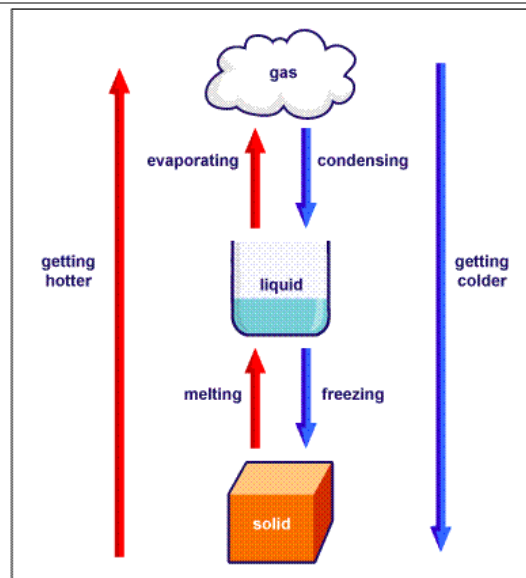 gas
evaporating
condensing
getting
hotter
liquid
getting
colder
melting
freezing
solid